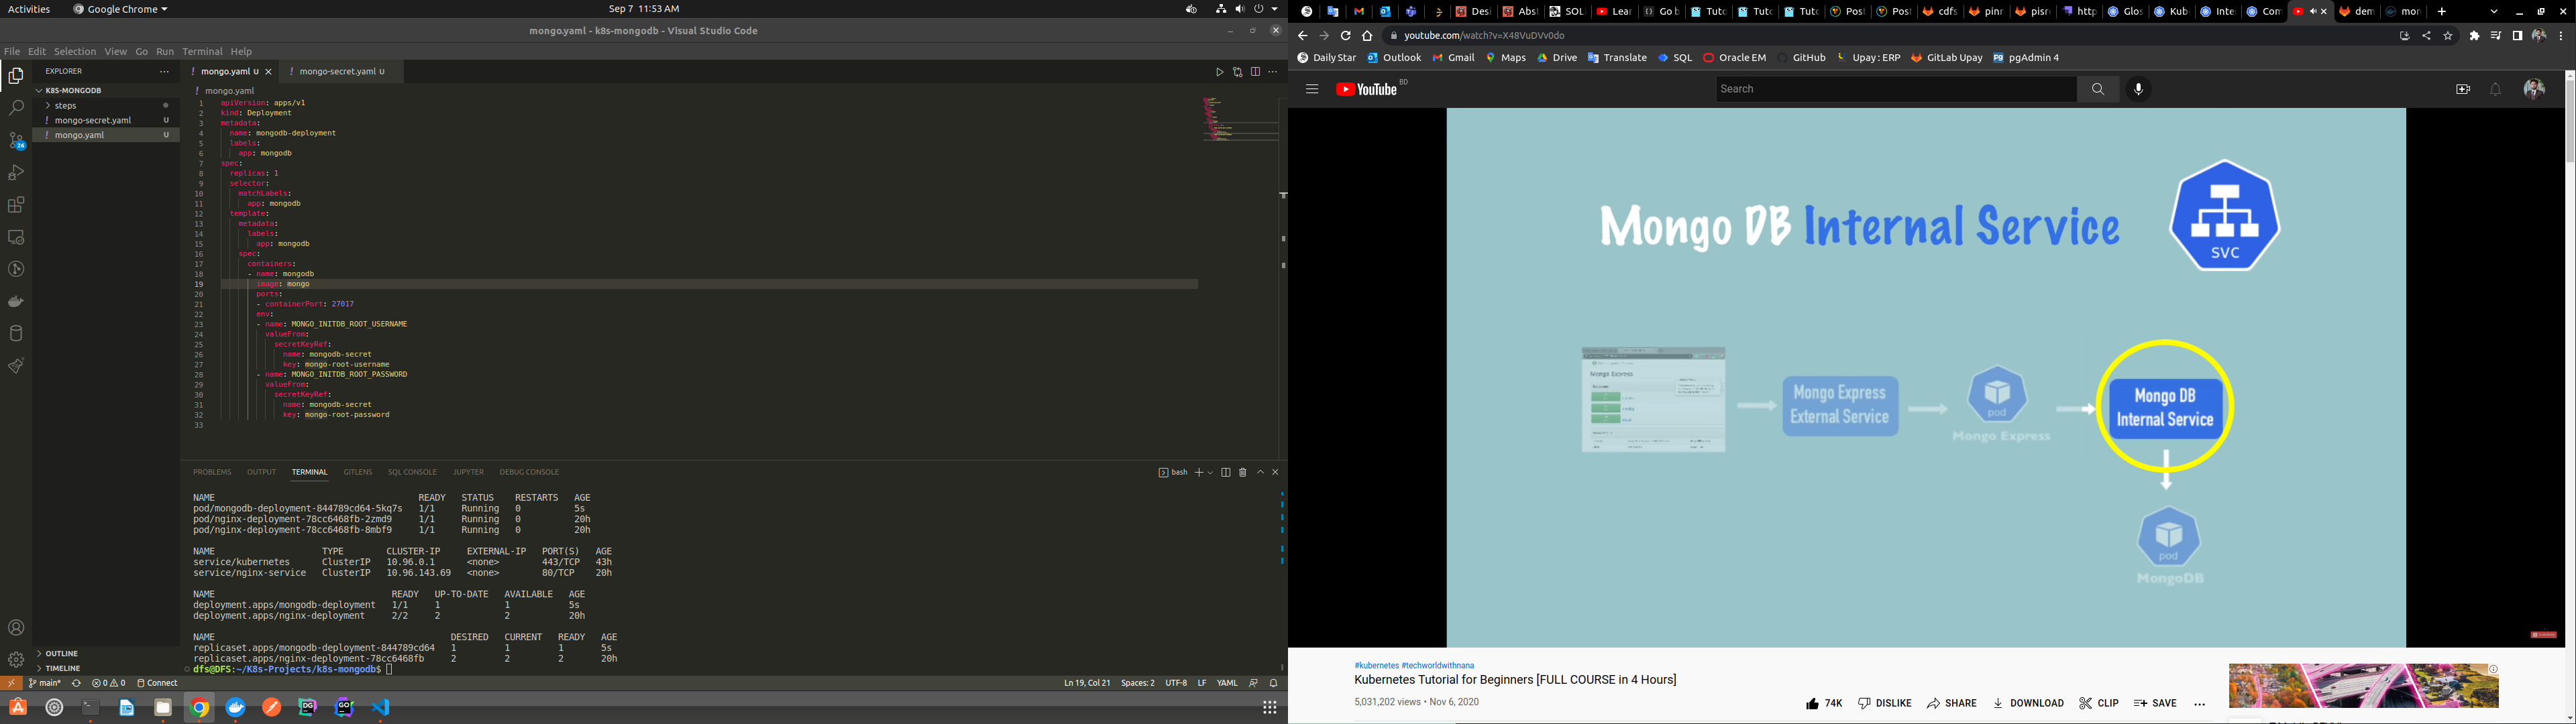 Activities
Google Chrome
Sep 7 11:53 AM
mongo.yaml - k8s-mongodb - Visual Studio Code
File Edit Selection View Go Run Terminal Help
EXPLORER
K8S-MONGODB
steps
! mongo-secret.yaml U
! mongo.yaml U
OUTLINE
TIMELINE
26
! mongo.yaml U
! mongo-secret.yaml U
! mongo.yaml
1 apiVersion: apps/v1
2 kind: Deployment
3 metadata:
4 name: mongodb-deployment
5 labels:
6 app: mongodb
7 spec:
8 replicas: 1
9 selector:
10 matchLabels:
11 app: mongodb
12 template:
13 metadata:
14 labels:
15 app: mongodb
16 spec:
17 containers:
18 - name: mongodb
19 image: mongo
20 ports:
21 - containerPort: 27017
22 env:
23 - name: MONGO_INITDB_ROOT_USERNAME
24 valueFrom:
25 secretKeyRef:
26 name: mongodb-secret
27 key: mongo-root-username
28 - name: MONGO_INITDB_ROOT_PASSWORD
29 valueFrom:
30 secretKeyRef:
31 name: mongodb-secret
32 key: mongo-root-password
33
PROBLEMS OUTPUT TERMINAL GITLENS SQL CONSOLE JUPYTER DEBUG CONSOLE
bash
NAME READY STATUS RESTARTS AGE
pod/mongodb-deployment-844789cd64-5kq7s 1/1 Running 0 5s
pod/nginx-deployment-78cc6468fb-2zmd9 1/1 Running 0 20h
pod/nginx-deployment-78cc6468fb-8mbf9 1/1 Running 0 20h
NAME TYPE CLUSTER-IP EXTERNAL-IP PORT(S) AGE
service/kubernetes ClusterIP 10.96.0.1 <none> 443/TCP 43h
service/nginx-service ClusterIP 10.96.143.69 <none> 80/TCP 20h
NAME READY UP-TO-DATE AVAILABLE AGE
deployment.apps/mongodb-deployment 1/1 1 1 5s
deployment.apps/nginx-deployment 2/2 2 2 20h
NAME DESIRED CURRENT READY AGE
replicaset.apps/mongodb-deployment-844789cd64 1 1 1 5s
replicaset.apps/nginx-deployment-78cc6468fb 2 2 2 20h
dfs@DFS:~/K8s-Projects/k8s-mongodb$
main* 0 0 Connect
Ln 19, Col 21 Spaces: 2 UTF-8 LF YAML
DG GO
Desi Abst SOL Lear Go b Tuto Tuto Tuto Post Post cdfs pinr pisr http Glos Kube Inte Com dem mon
youtube.com/watch?v=X48VuDVv0do
Daily Star Outlook Gmail Maps Drive Translate SQL Oracle EM GitHub Upay: ERP GitLab Upay pgAdmin 4
YouTube BD
Search
Mongo DB Internal Service
SVC
Mongo Express
Mongo Express
External Service
pod
Mongo Express
Mongo DB
Internal Service
pod
MongoDB
#kubernetes #techworldwithnana
Kubernetes Tutorial for Beginners [FULL COURSE in 4 Hours]
5,031,202 views • Nov 6, 2020
74K DISLIKE SHARE DOWNLOAD CLIP SAVE